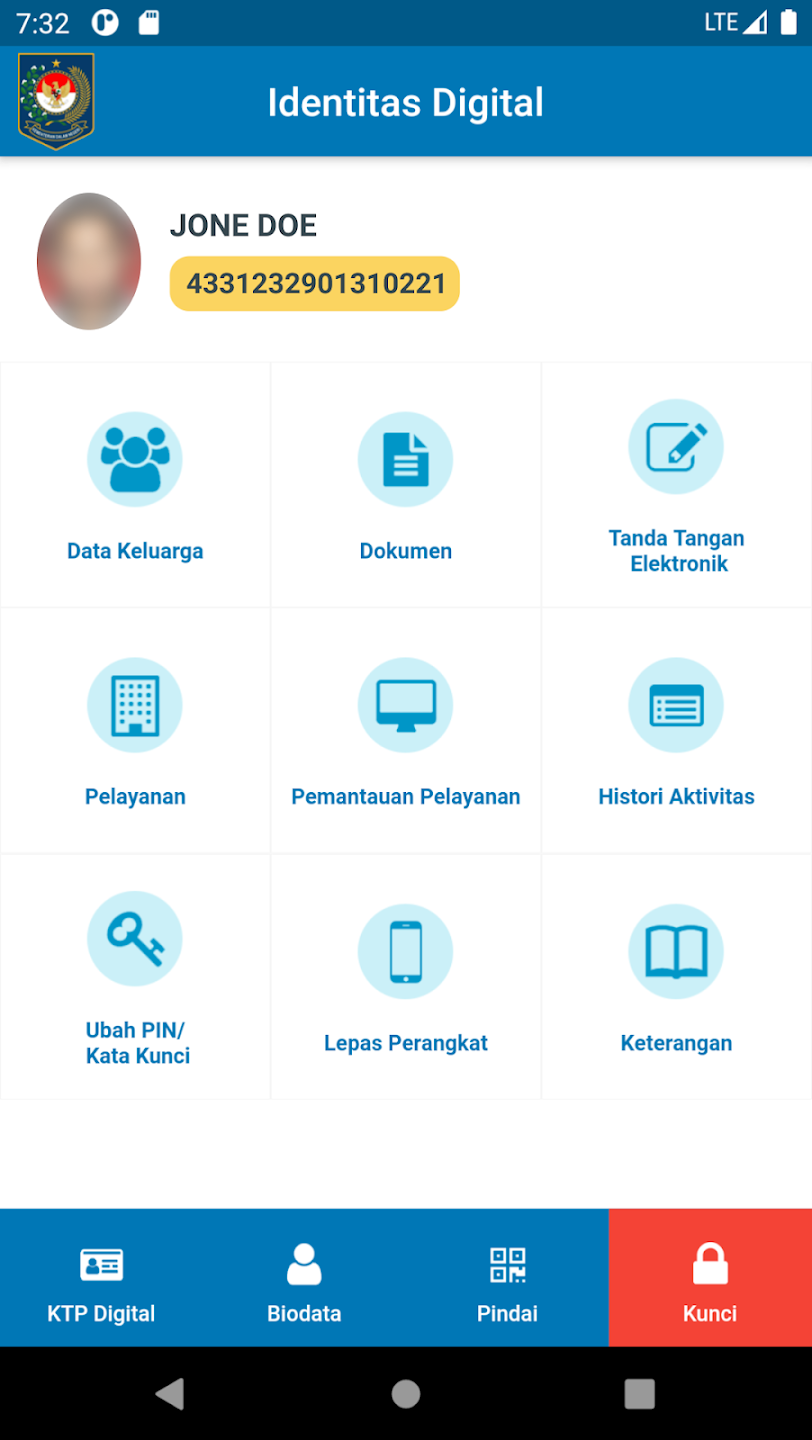 7:32
LTE
Identitas Digital
JONE DOE
4331232901310221
Data Keluarga
Dokumen
Tanda Tangan
Elektronik
Pelayanan
Pemantauan Pelayanan
Histori Aktivitas
Ubah PIN/
Kata Kunci
Lepas Perangkat
Keterangan
KTP Digital
Biodata
Pindai
Kunci